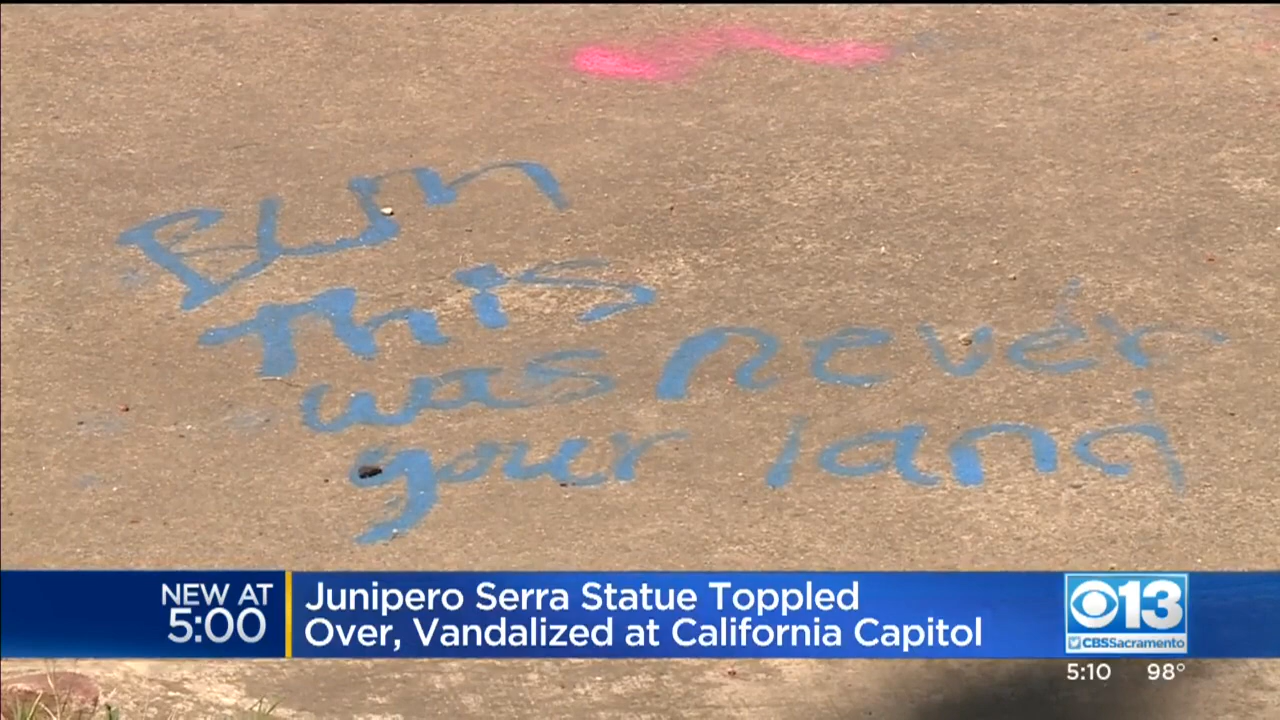 BUn
This
was never
your land
NEW AT
5:00
Junipero Serra Statue Toppled
Over, Vandalized at California Capitol
13
CBSSacramento
5:10 98°